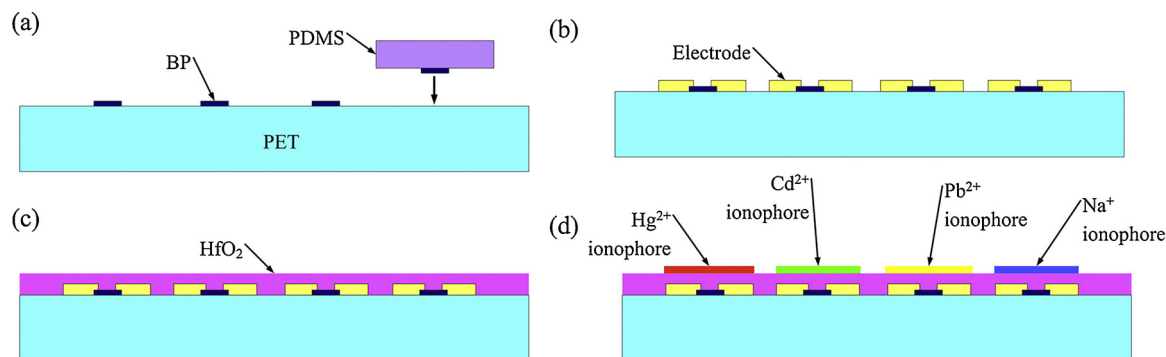 (a)
PDMS
BP
PET
(b)
Electrode
(c)
HfO₂
(d)
Hg²⁺
ionophore
Cd²⁺
ionophore
Pb²⁺
ionophore
Na⁺
ionophore